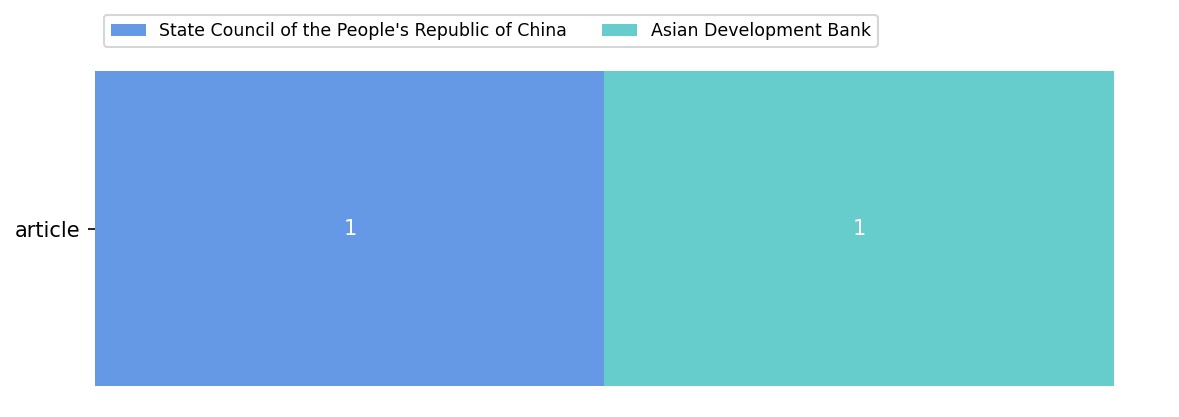 State Council of the People's Republic of China Asian Development Bank
article 1 1